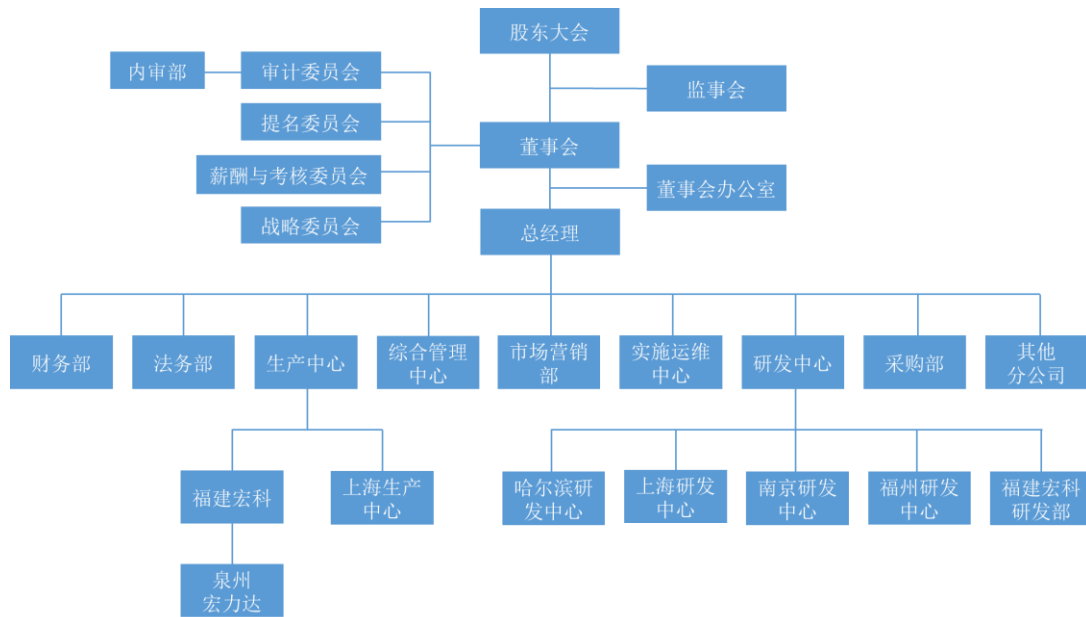 股东大会
内审部
审计委员会
监事会
提名委员会
董事会
薪酬与考核委员会
董事会办公室
战略委员会
总经理
财务部
法务部
生产中心
综合管理
中心
市场营销
部
实施运维
中心
研发中心
采购部
其他
分公司
福建宏科
上海生产
中心
哈尔滨研
发中心
上海研发
中心
南京研发
中心
福州研发
中心
福建宏科
研发部
泉州
宏力达